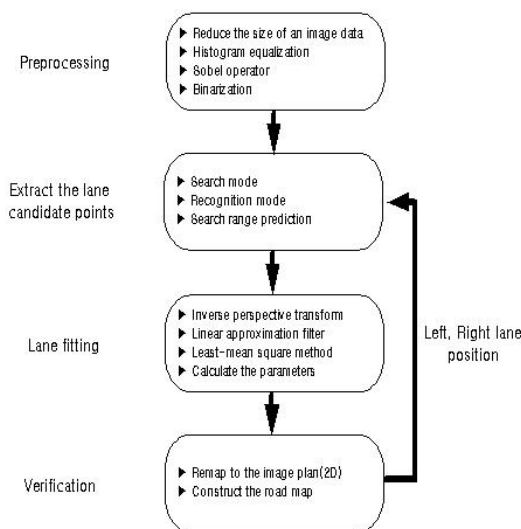 Preprocessing
▶ Reduce the size of an image data
▶ Histogram equalization
▶ Sobel operator
▶ Binarization
Extract the lane
candidate points
▶ Search mode
▶ Recognition mode
▶ Search range prediction
Lane fitting
▶ Inverse perspective transform
▶ Linear approximation filter
▶ Least-mean square method
▶ Calculate the parameters
Left, Right lane
position
Verification
▶ Remap to the image plan(2D)
▶ Construct the road map